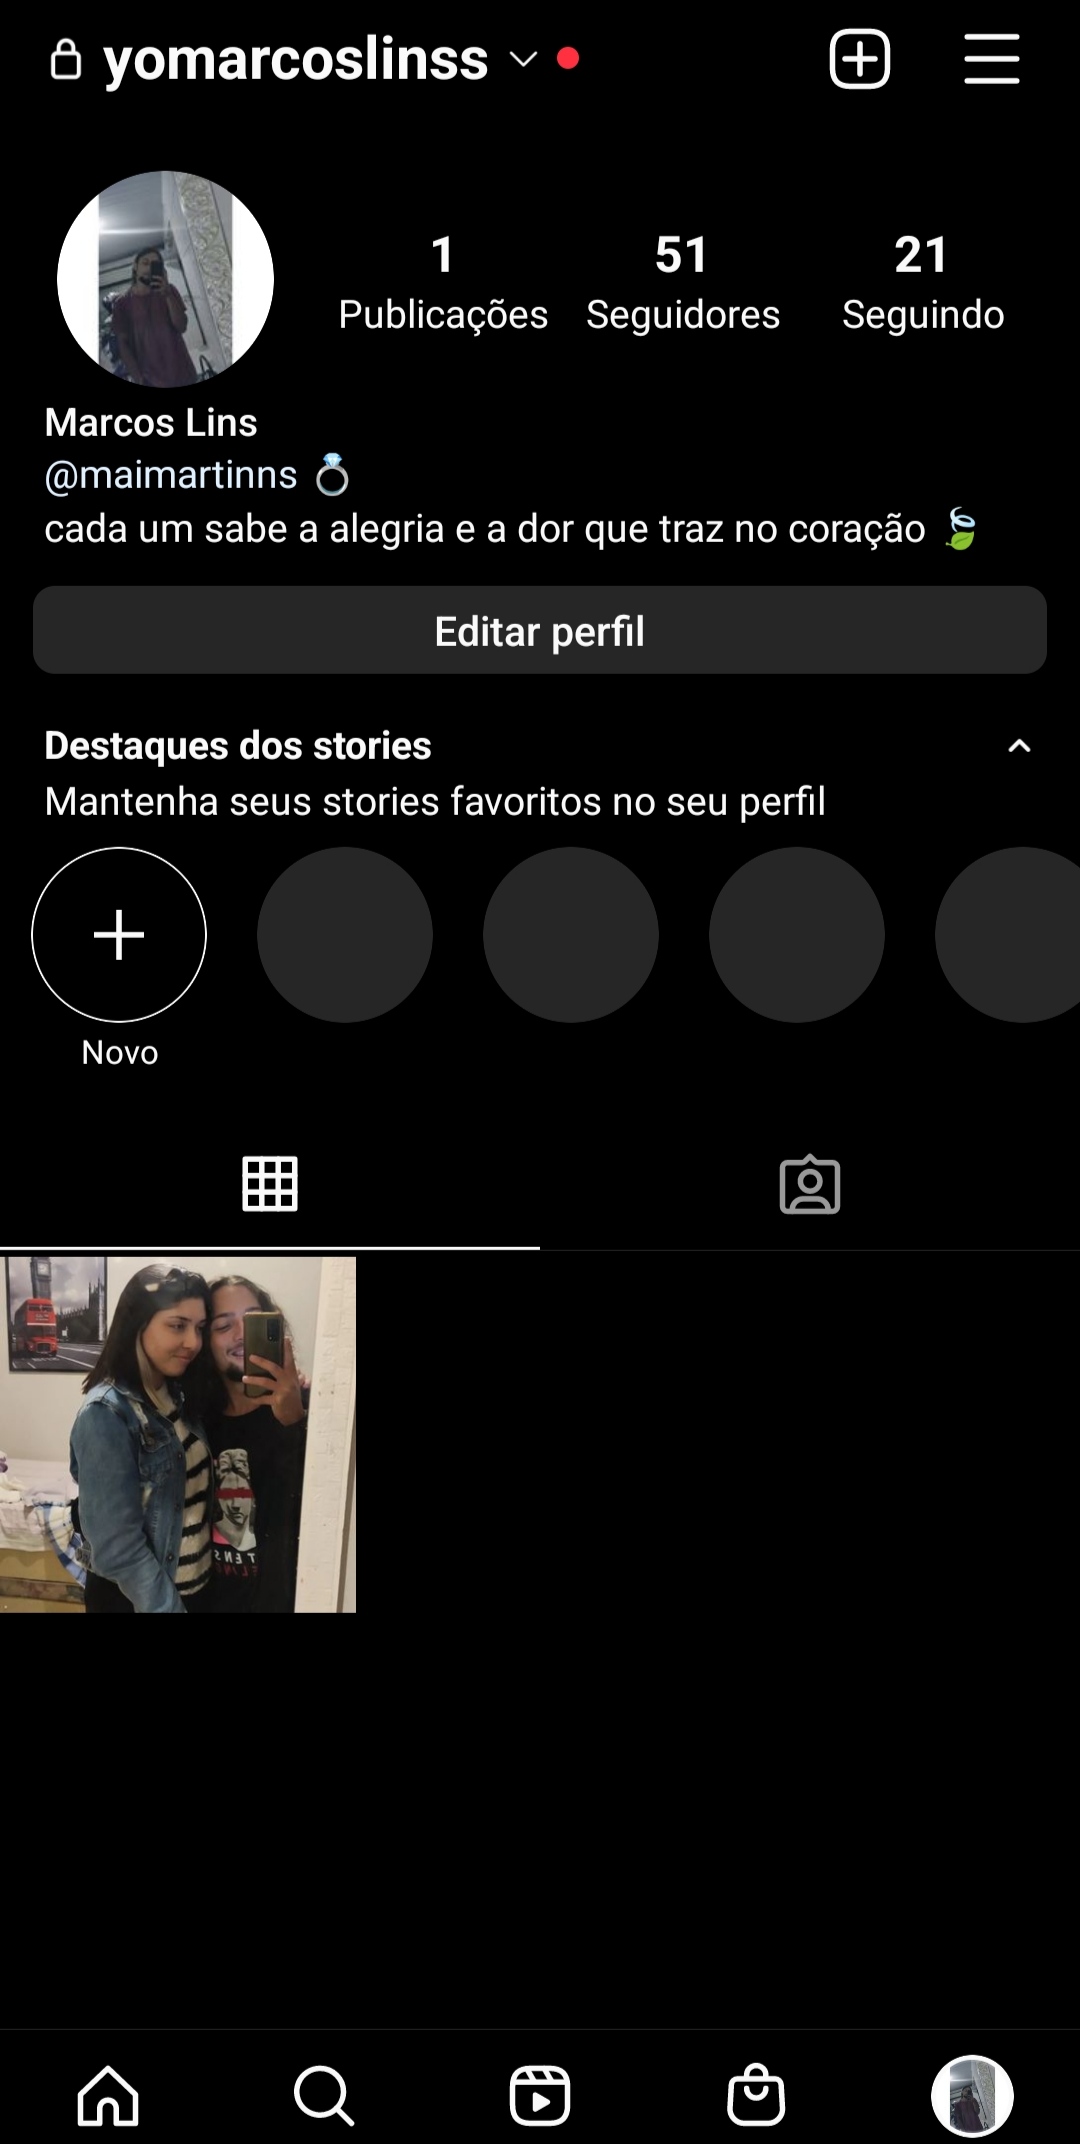 yomarcoslinss
1 51 21
Publicações Seguidores Seguindo
Marcos Lins
@maimartinns 💍
cada um sabe a alegria e a dor que traz no coração 🍃
Editar perfil
Destaques dos stories
Mantenha seus stories favoritos no seu perfil
Novo